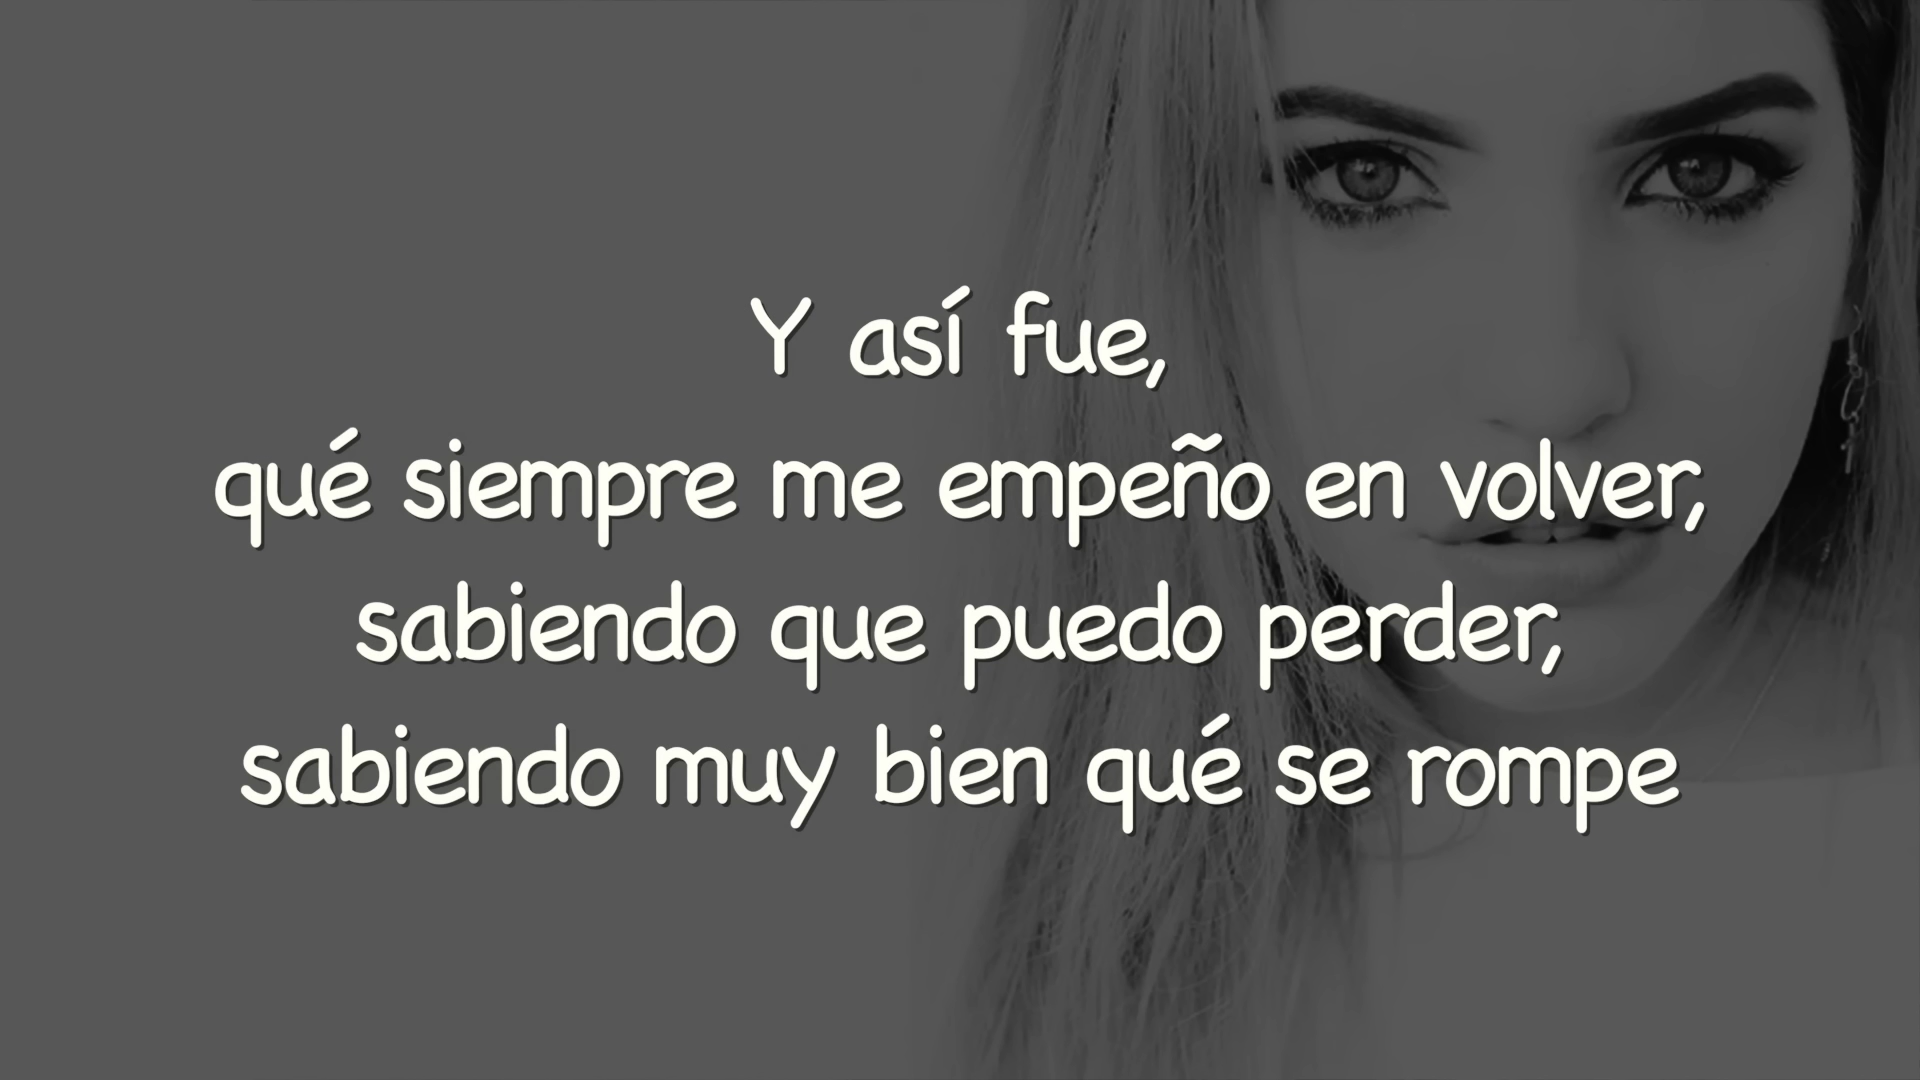 Y así fue,
qué siempre me empeño en volver,
sabiendo que puedo perder,
sabiendo muy bien qué se rompe